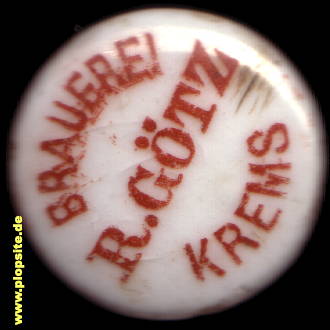 BRAUEREI
R. GÖTZ
KREMS
www.plopsite.de